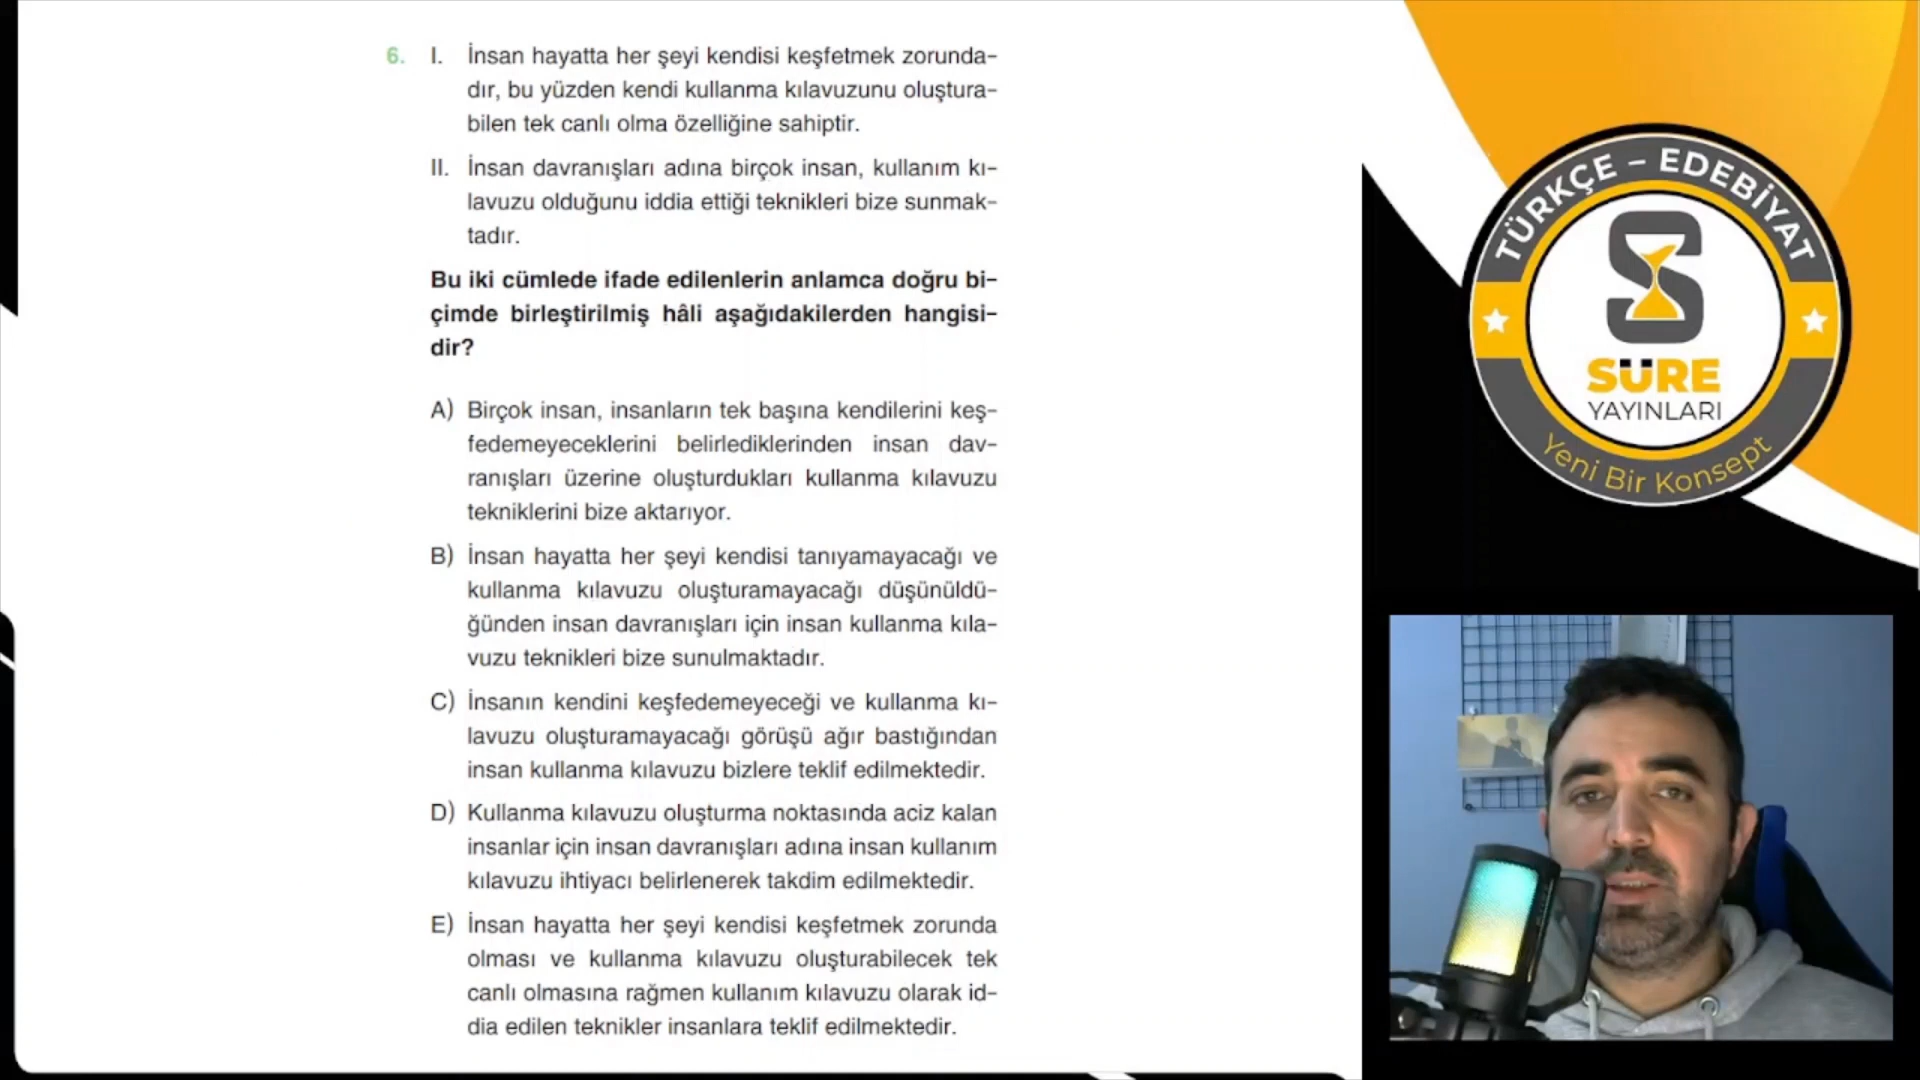 6. I. İnsan hayatta her şeyi kendisi keşfetmek zorunda-
dır, bu yüzden kendi kullanma kılavuzunu oluştura-
bilen tek canlı olma özelliğine sahiptir.
II. İnsan davranışları adına birçok insan, kullanım kı-
lavuzu olduğunu iddia ettiği teknikleri bize sunmak-
tadır.
Bu iki cümlede ifade edilenlerin anlamca doğru bi-
çimde birleştirilmiş hâli aşağıdakilerden hangisi-
dir?
A) Birçok insan, insanların tek başına kendilerini keş-
fedemeyeceklerini belirlediklerinden insan dav-
ranışları üzerine oluşturdukları kullanma kılavuzu
tekniklerini bize aktarıyor.
B) İnsan hayatta her şeyi kendisi tanıyamayacağı ve
kullanma kılavuzu oluşturamayacağı düşünüldü-
ğünden insan davranışları için insan kullanma kıla-
vuzu teknikleri bize sunulmaktadır.
C) İnsanın kendini keşfedemeyeceği ve kullanma kı-
lavuzu oluşturamayacağı görüşü ağır bastığından
insan kullanma kılavuzu bizlere teklif edilmektedir.
D) Kullanma kılavuzu oluşturma noktasında aciz kalan
insanlar için insan davranışları adına insan kullanım
kılavuzu ihtiyacı belirlenerek takdim edilmektedir.
E) İnsan hayatta her şeyi kendisi keşfetmek zorunda
olması ve kullanma kılavuzu oluşturabilecek tek
canlı olmasına rağmen kullanım kılavuzu olarak id-
dia edilen teknikler insanlara teklif edilmektedir.
TÜRKÇE – EDEBİYAT
S
SÜRE
YAYINLARI
Yeni Bir Konsept